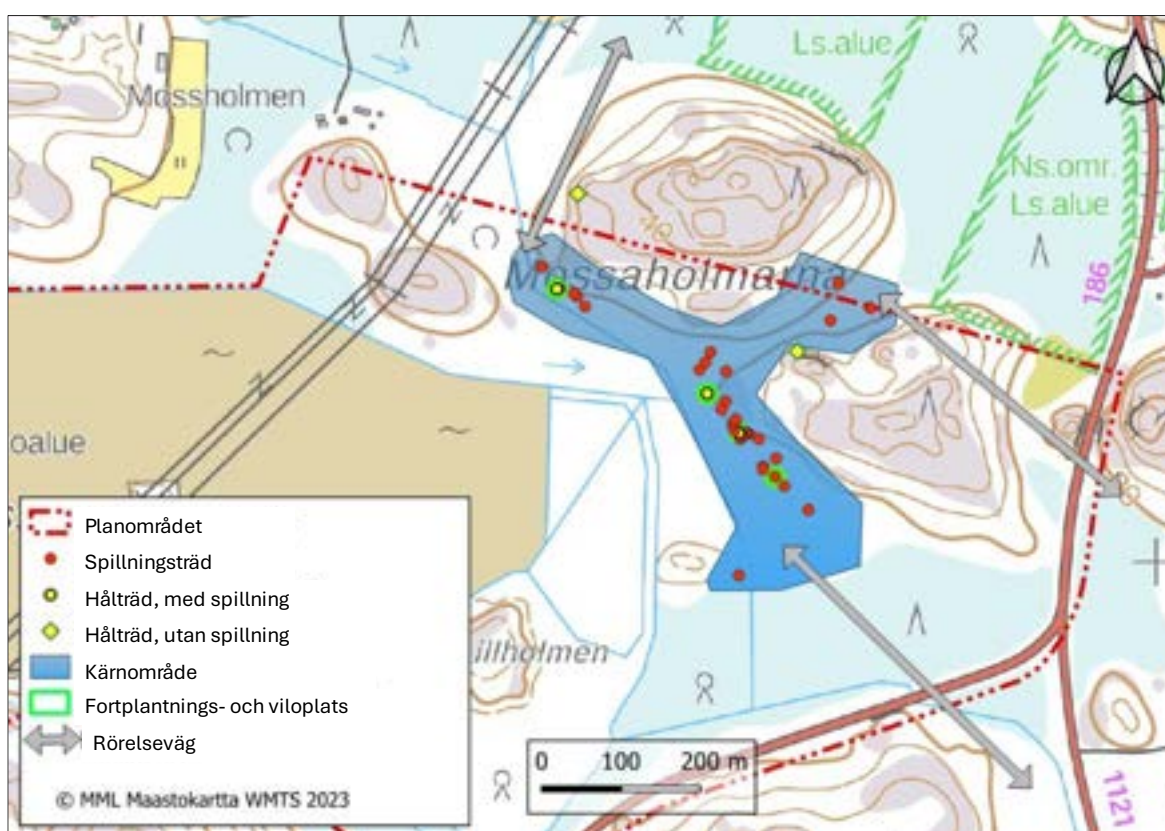 Ls.alue
Mossholmen
Ns.omr.
Ls.alue
40
Mossaholmarna
186
oalue
Planområdet
Spillningsträd
Hålträd, med spillning
Hålträd, utan spillning
Kärnområde
Fortplantnings- och viloplats
Rörelseväg
© MML Maastokartta WMTS 2023
illholmen
0 100 200 m
1121